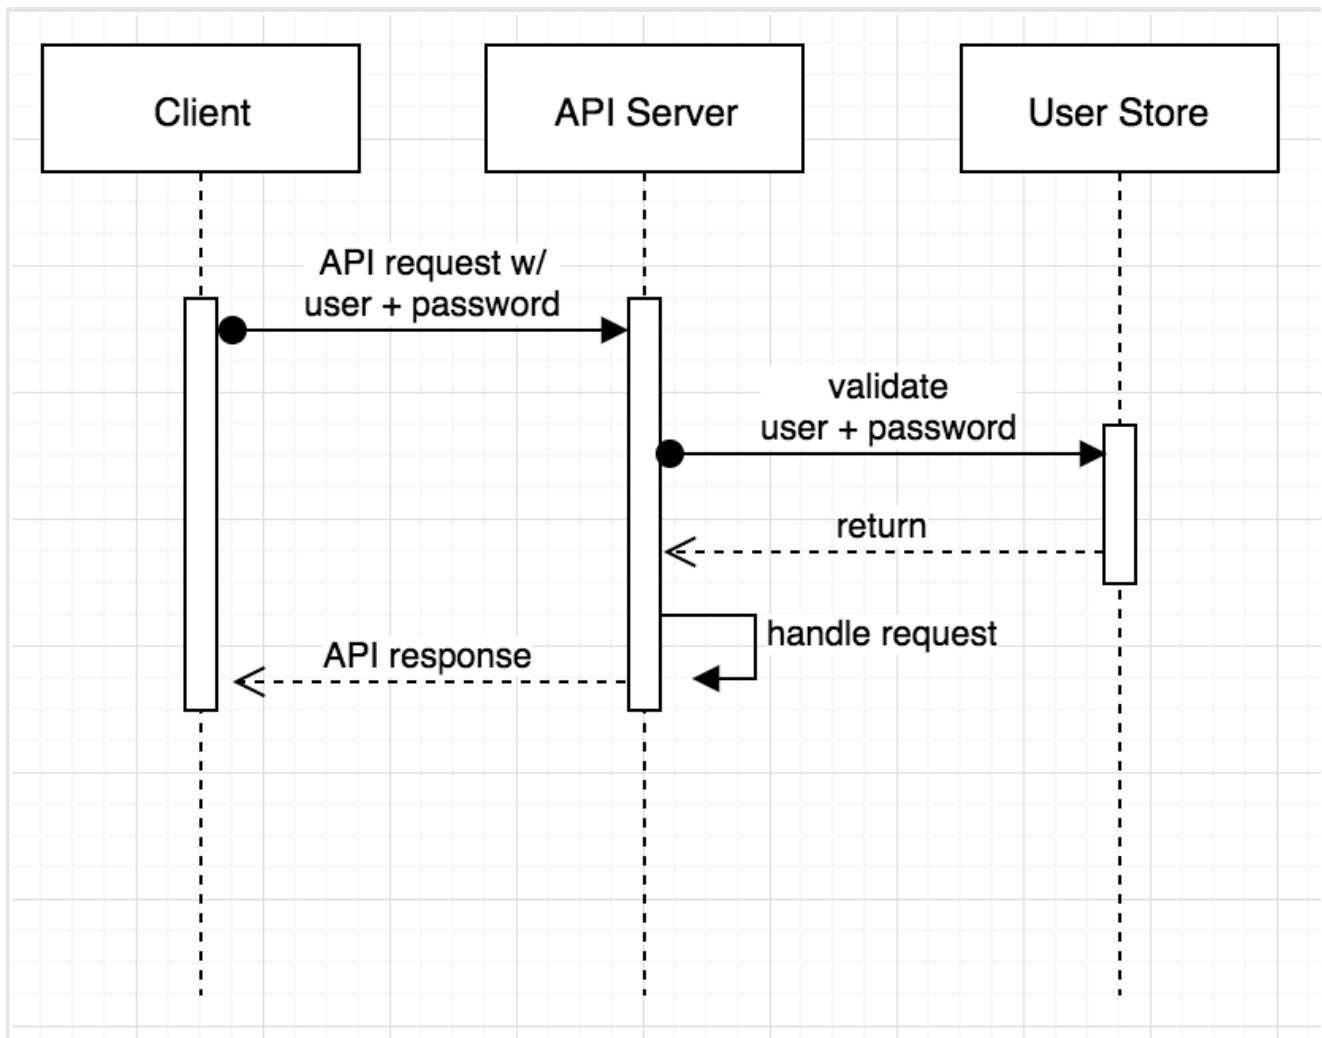 Client
API Server
User Store
API request w/
user + password
validate
user + password
return
handle request
API response